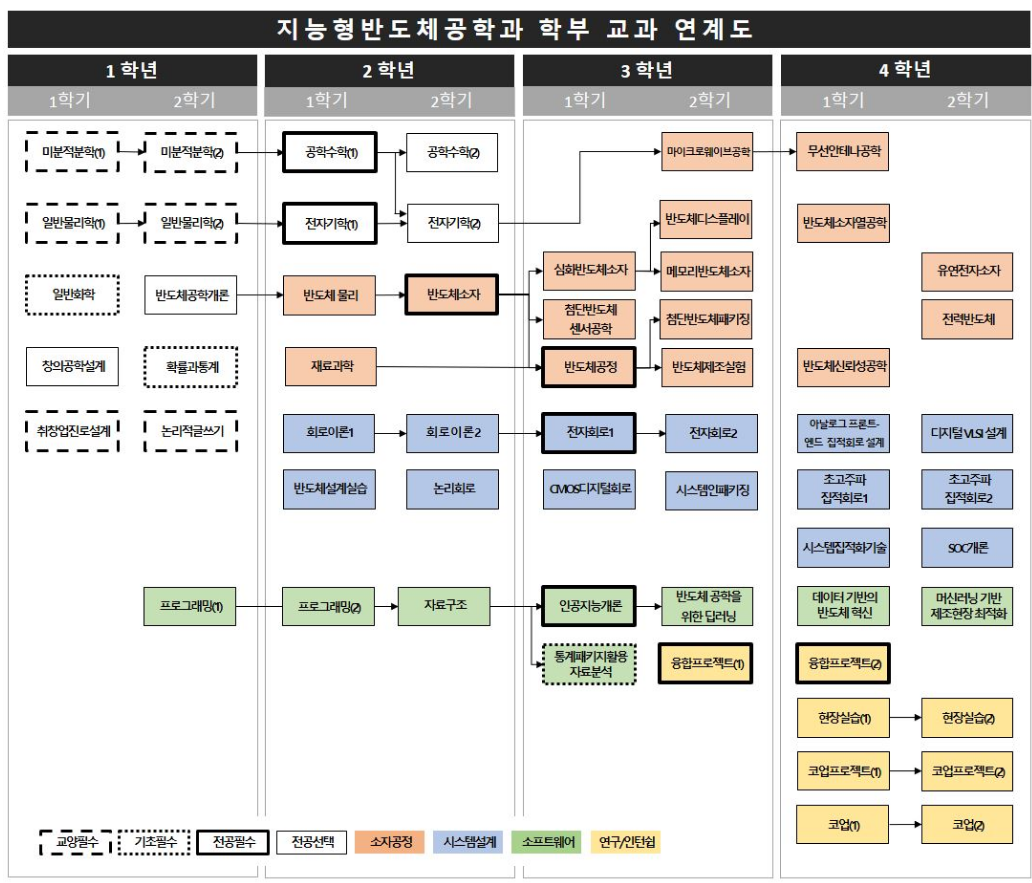 지능형반도체공학과 학부 교과 연계도
1 학년 2 학년 3 학년 4 학년
1학기 2학기 1학기 2학기 1학기 2학기 1학기 2학기
미분적분학(1) 미분적분학(2) 공학수학(1) 공학수학(2) 마이크로웨이브공학 무선안테나공학
일반물리학(1) 일반물리학(2) 전자기학(1) 전자기학(2) 반도체디스플레이 반도체소자열공학
심화반도체소자 메모리반도체소자 유연전자소자
일반화학 반도체공학개론 반도체 물리 반도체소자
첨단반도체
센서공학
첨단반도체패키징 전력반도체
창의공학설계 확률과통계 재료과학 반도체공정 반도체제조실험 반도체신뢰성공학
취창업진로설계 논리적글쓰기 회로이론1 회로이론2 전자회로1 전자회로2
아날로그 프론트-
엔드 집적회로 설계
디지털 VLSI 설계
반도체설계실습 논리회로 CMOS디지털회로 시스템인패키징
초고주파
집적회로1
초고주파
집적회로2
시스템집적화기술 SOC개론
프로그래밍(1) 프로그래밍(2) 자료구조 인공지능개론
반도체 공학을
위한 딥러닝
데이터 기반의
반도체 혁신
머신러닝 기반
제조현장 최적화
통계패키지활용
자료분석
융합프로젝트(1) 융합프로젝트(2)
현장실습(1) 현장실습(2)
코업프로젝트(1) 코업프로젝트(2)
코업(1) 코업(2)
교양필수 기초필수 전공필수 전공선택 소자공정 시스템설계 소프트웨어 연구/인턴쉽